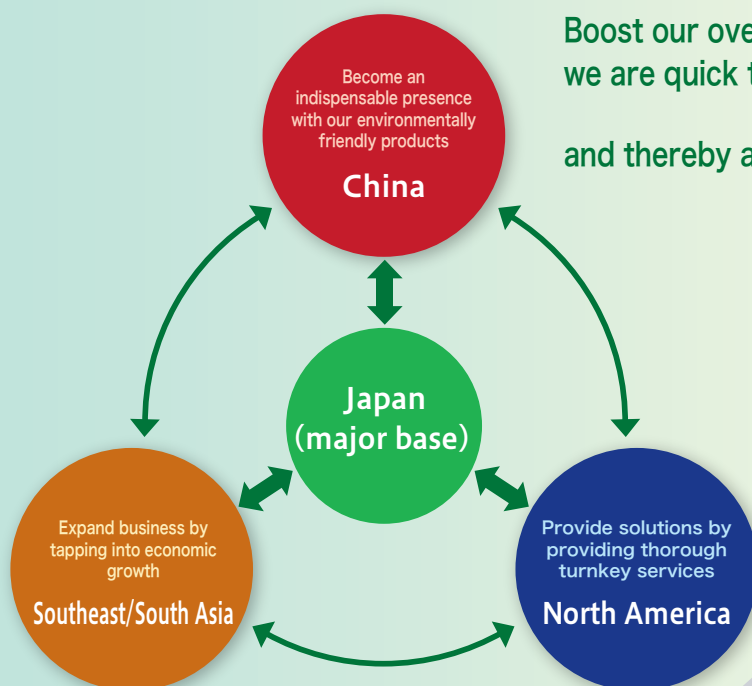 Boost our ove
we are quick t
and thereby a
Become an
indispensable presence
with our environmentally
friendly products
China
Japan
(major base)
Expand business by
tapping into economic
growth
Southeast/South Asia
Provide solutions by
providing thorough
turnkey services
North America